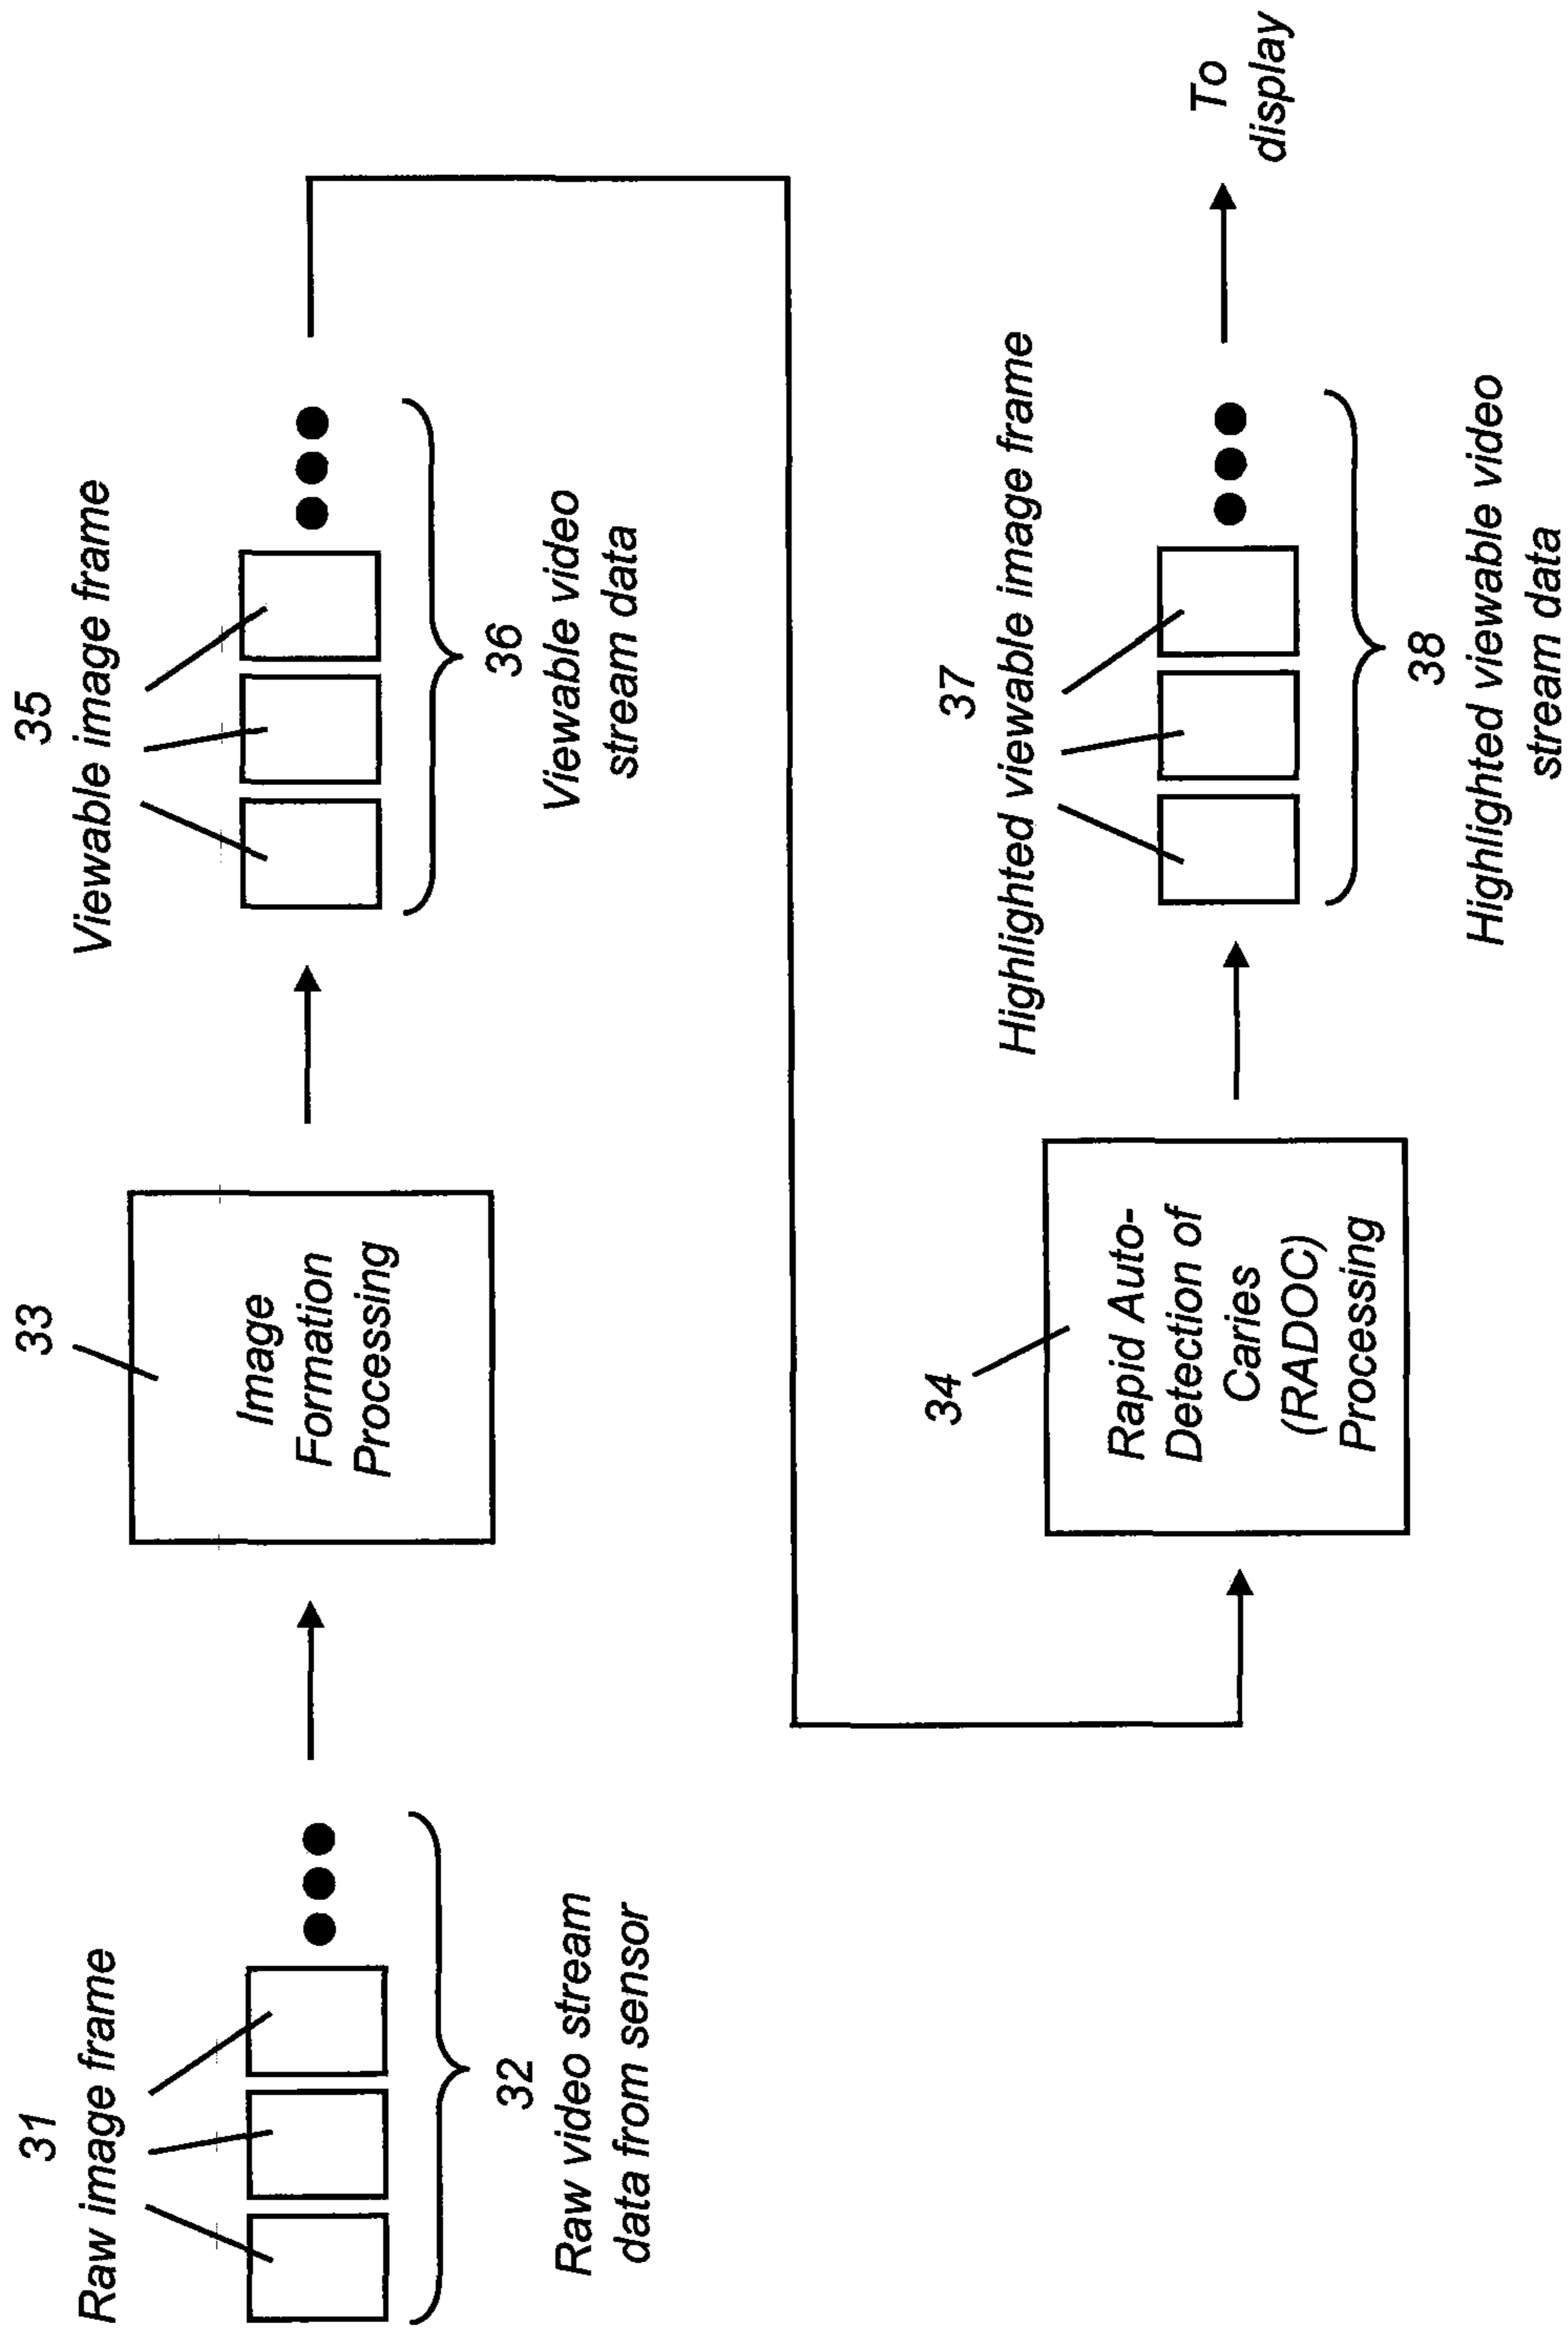 31
Raw image frame
32
Raw video stream
data from sensor
33
Image
Formation
Processing
35
Viewable image frame
36
Viewable video
stream data
34
Rapid Auto-
Detection of
Caries
(RADOC)
Processing
37
Highlighted viewable image frame
38
Highlighted viewable video
stream data
To
display